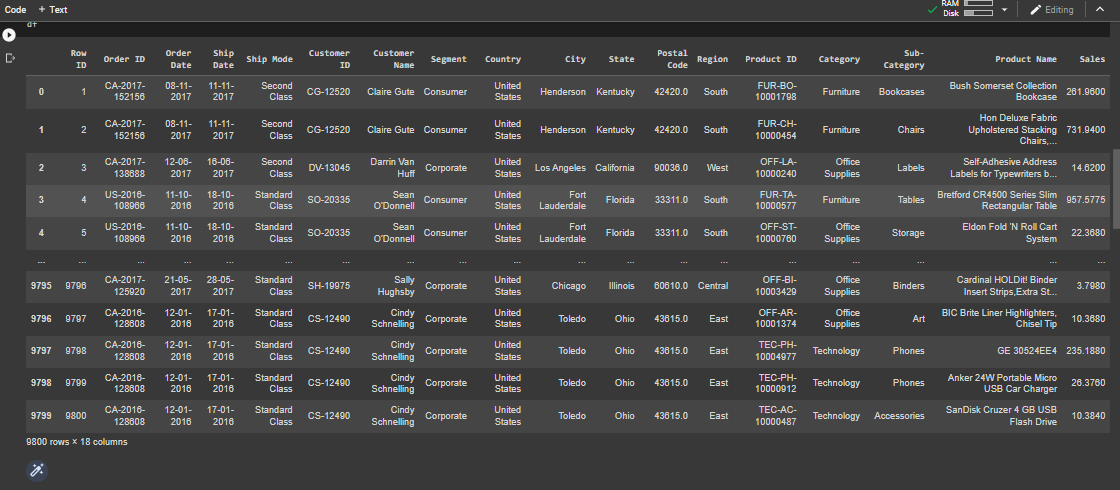 Code + Text
RAM
Disk
Editing
df
Row ID Order ID Order Date Ship Date Ship Mode Customer ID Customer Name Segment Country City State Postal Code Region Product ID Category Sub-Category Product Name Sales
0 1 CA-2017-152156 08-11-2017 11-11-2017 Second Class CG-12520 Claire Gute Consumer United States Henderson Kentucky 42420.0 South FUR-BO-10001798 Furniture Bookcases Bush Somerset Collection Bookcase 261.9600
1 2 CA-2017-152156 08-11-2017 11-11-2017 Second Class CG-12520 Claire Gute Consumer United States Henderson Kentucky 42420.0 South FUR-CH-10000454 Furniture Chairs Hon Deluxe Fabric Upholstered Stacking Chairs,... 731.9400
2 3 CA-2017-138688 12-06-2017 16-06-2017 Second Class DV-13045 Darrin Van Huff Corporate United States Los Angeles California 90036.0 West OFF-LA-10000240 Office Supplies Labels Self-Adhesive Address Labels for Typewriters b... 14.6200
3 4 US-2016-108966 11-10-2016 18-10-2016 Standard Class SO-20335 Sean O'Donnell Consumer United States Fort Lauderdale Florida 33311.0 South FUR-TA-10000577 Furniture Tables Bretford CR4500 Series Slim Rectangular Table 957.5775
4 5 US-2016-108966 11-10-2016 18-10-2016 Standard Class SO-20335 Sean O'Donnell Consumer United States Fort Lauderdale Florida 33311.0 South OFF-ST-10000760 Office Supplies Storage Eldon Fold 'N Roll Cart System 22.3680
... ... ... ... ... ... ... ... ... ... ... ... ... ... ... ... ... ... ...
9795 9796 CA-2017-125920 21-05-2017 28-05-2017 Standard Class SH-19975 Sally Hughsby Corporate United States Chicago Illinois 60610.0 Central OFF-BI-10003429 Office Supplies Binders Cardinal HOLDit! Binder Insert Strips,Extra St... 3.7980
9796 9797 CA-2016-128608 12-01-2016 17-01-2016 Standard Class CS-12490 Cindy Schnelling Corporate United States Toledo Ohio 43615.0 East OFF-AR-10001374 Office Supplies Art BIC Brite Liner Highlighters, Chisel Tip 10.3680
9797 9798 CA-2016-128608 12-01-2016 17-01-2016 Standard Class CS-12490 Cindy Schnelling Corporate United States Toledo Ohio 43615.0 East TEC-PH-10004977 Technology Phones GE 30524EE4 235.1880
9798 9799 CA-2016-128608 12-01-2016 17-01-2016 Standard Class CS-12490 Cindy Schnelling Corporate United States Toledo Ohio 43615.0 East TEC-PH-10000912 Technology Phones Anker 24W Portable Micro USB Car Charger 26.3760
9799 9800 CA-2016-128608 12-01-2016 17-01-2016 Standard Class CS-12490 Cindy Schnelling Corporate United States Toledo Ohio 43615.0 East TEC-AC-10000487 Technology Accessories SanDisk Cruzer 4 GB USB Flash Drive 10.3840
9800 rows × 18 columns